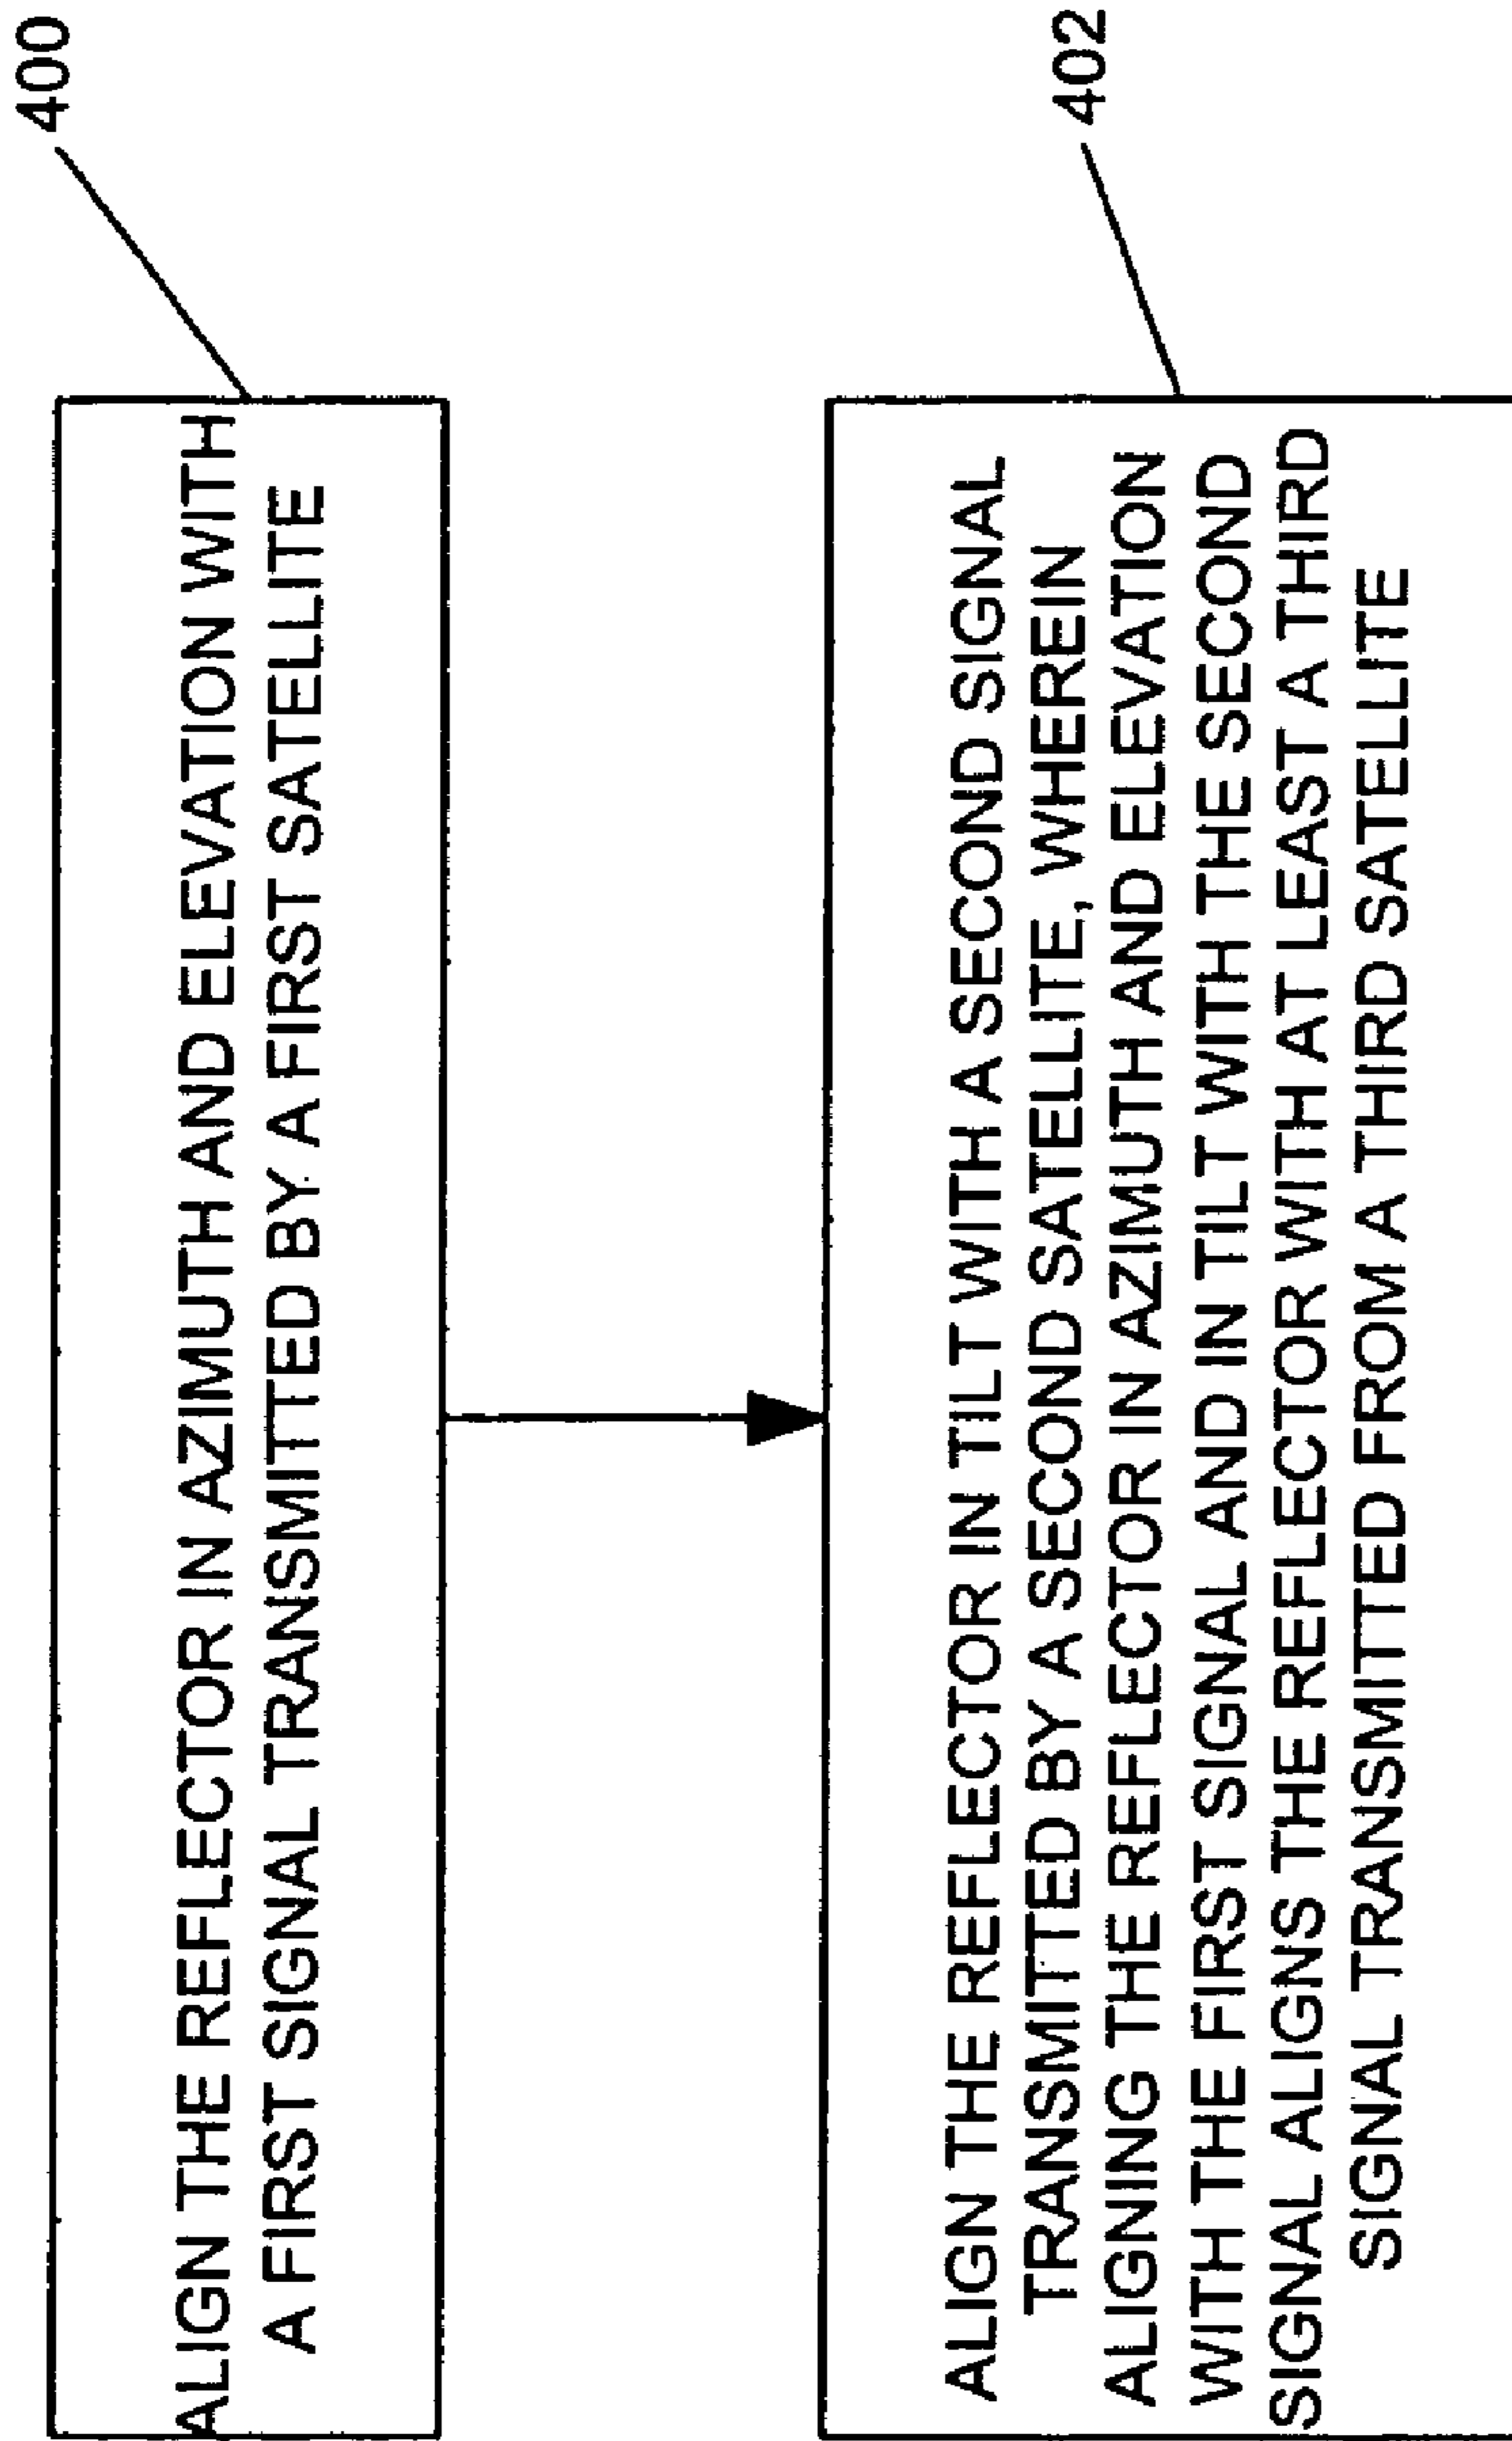 400
ALIGN THE REFLECTOR IN AZIMUTH AND ELEVATION WITH
A FIRST SIGNAL TRANSMITTED BY A FIRST SATELLITE
402
ALIGN THE REFLECTOR IN TILT WITH A SECOND SIGNAL
TRANSMITTED BY A SECOND SATELLITE, WHEREIN
ALIGNING THE REFLECTOR IN AZIMUTH AND ELEVATION
WITH THE FIRST SIGNAL AND IN TILT WITH THE SECOND
SIGNAL ALIGNS THE REFLECTOR WITH AT LEAST A THIRD
SIGNAL TRANSMITTED FROM A THIRD SATELLITE